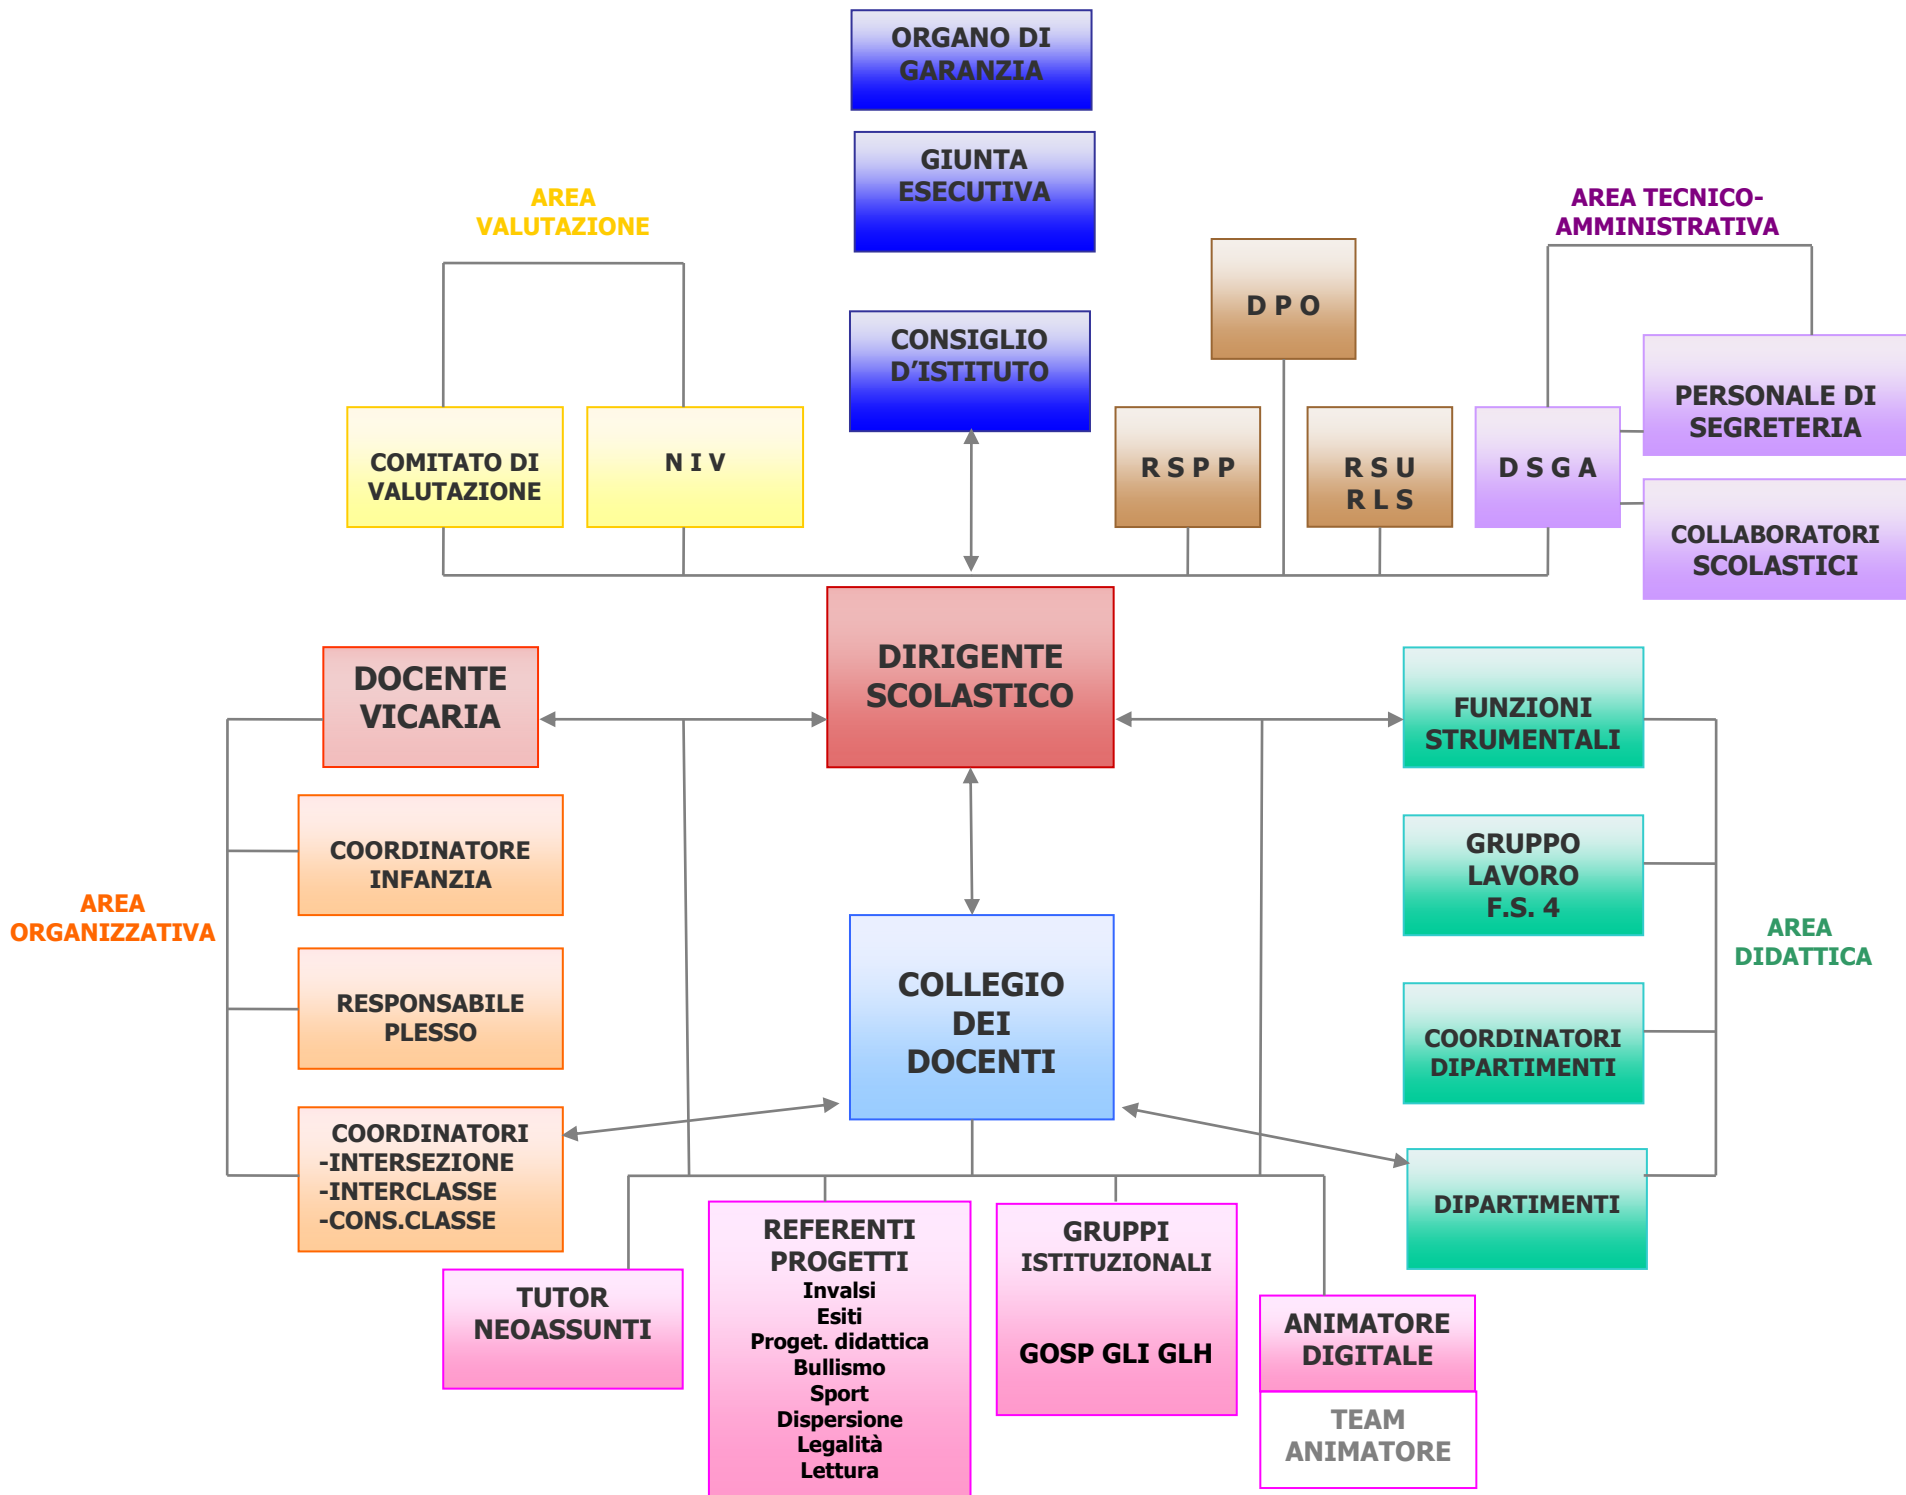 ORGANO DI
GARANZIA
GIUNTA
ESECUTIVA
AREA
VALUTAZIONE
AREA TECNICO-
AMMINISTRATIVA
D P O
CONSIGLIO
D'ISTITUTO
PERSONALE DI
SEGRETERIA
COMITATO DI
VALUTAZIONE
N I V
R S P P
R S U
R L S
D S G A
COLLABORATORI
SCOLASTICI
DIRIGENTE
SCOLASTICO
DOCENTE
VICARIA
FUNZIONI
STRUMENTALI
COORDINATORE
INFANZIA
GRUPPO
LAVORO
F.S. 4
AREA
ORGANIZZATIVA
AREA
DIDATTICA
RESPONSABILE
PLESSO
COLLEGIO
DEI
DOCENTI
COORDINATORI
DIPARTIMENTI
COORDINATORI
-INTERSEZIONE
-INTERCLASSE
-CONS.CLASSE
DIPARTIMENTI
TUTOR
NEOASSUNTI
REFERENTI
PROGETTI
Invalsi
Esiti
Proget. didattica
Bullismo
Sport
Dispersione
Legalità
Lettura
GRUPPI
ISTITUZIONALI
GOSP GLI GLH
ANIMATORE
DIGITALE
TEAM
ANIMATORE